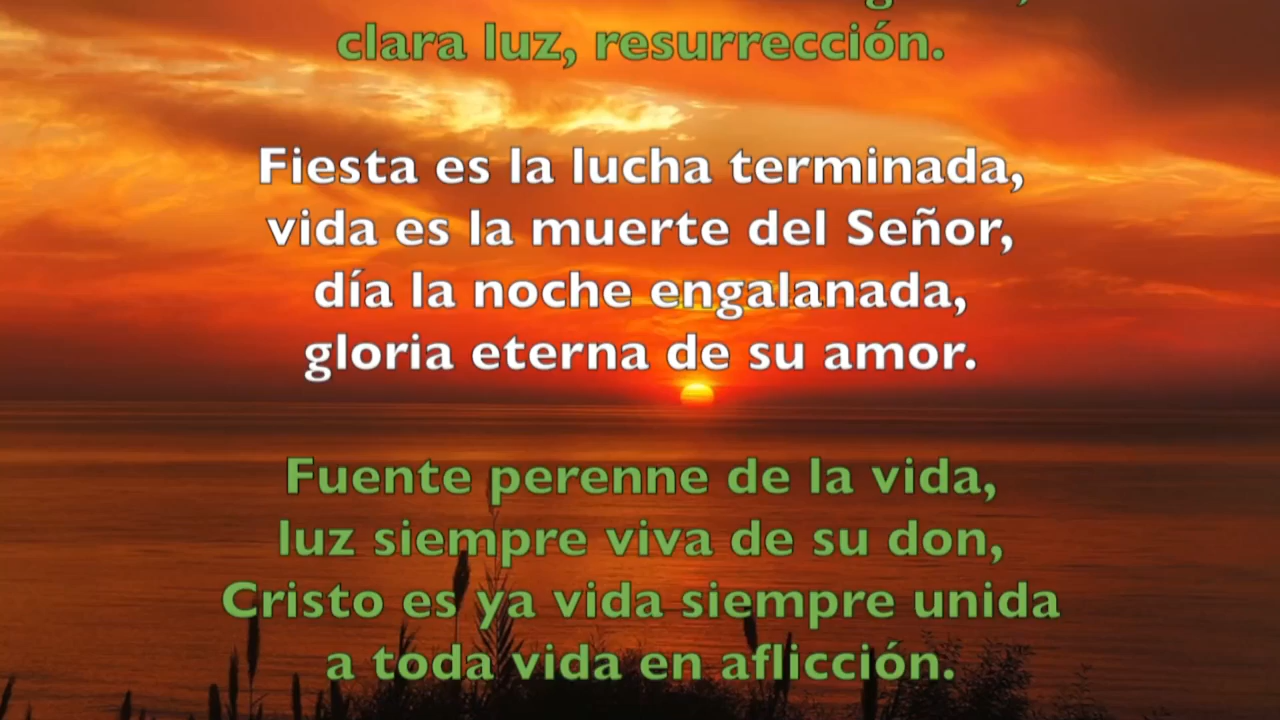 clara luz, resurrección.
Fiesta es la lucha terminada,
vida es la muerte del Señor,
día la noche engalanada,
gloria eterna de su amor.
Fuente perenne de la vida,
luz siempre viva de su don,
Cristo es ya vida siempre unida
a toda vida en aflicción.